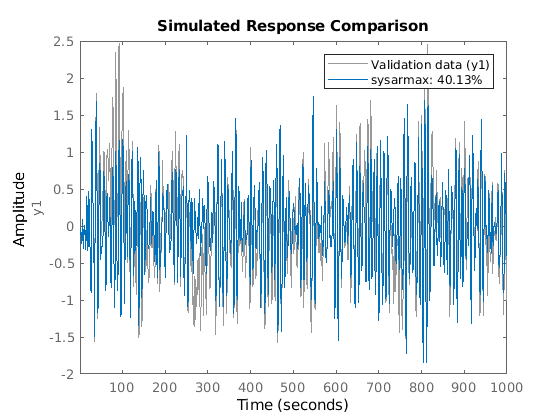 Simulated Response Comparison
Validation data (y1)
sysarmax: 40.13%
2.5
2
1.5
1
0.5
0
-0.5
-1
-1.5
-2
Amplitude
y1
100 200 300 400 500 600 700 800 900 1000
Time (seconds)